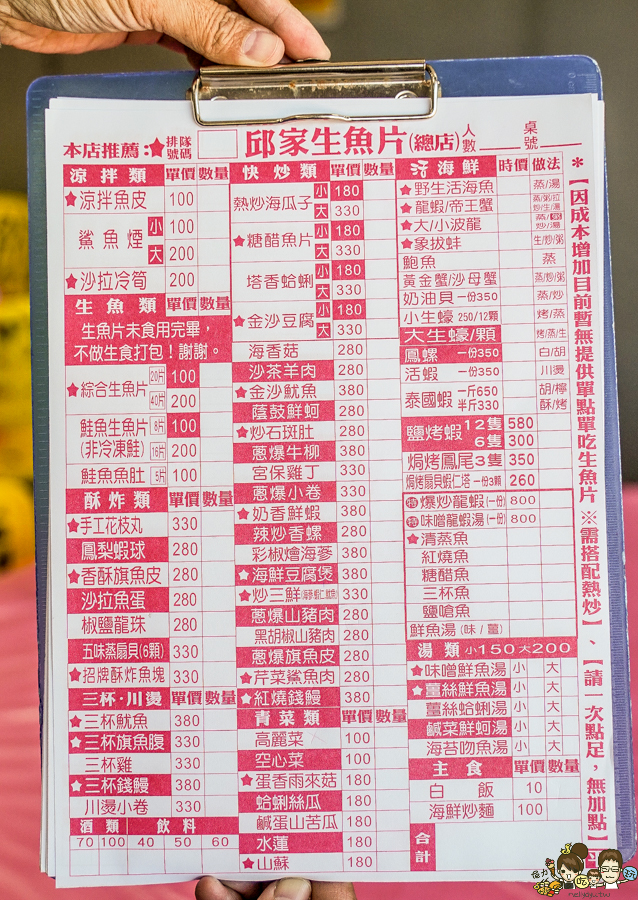 本店推薦:★ 排隊號碼 邱家生魚片(總店) 人數 桌號
涼拌類 單價 數量
★涼拌魚皮 100
鯊魚煙 小 100
大 200
★沙拉冷筍 200
生魚類 單價 數量
生魚片未食用完畢,
不做生食打包!謝謝。
★綜合生魚片 20片 100
40片 200
鮭魚生魚片 8片 100
(非冷凍鮭) 16片 200
鮭魚魚肚 5片 100
酥炸類 單價 數量
★手工花枝丸 330
鳳梨蝦球 280
★香酥旗魚皮 280
沙拉魚蛋 280
椒鹽龍珠 330
五味蒸扇貝(6顆) 330
★招牌酥炸魚塊 330
三杯·川燙 單價 數量
★三杯魷魚 380
★三杯旗魚腹 330
三杯雞 330
★三杯錢鰻 380
川燙小卷 330
酒類 飲料
70 100 40 50 60
快炒類 單價 數量
熱炒海瓜子 小 180
大 330
★糖醋魚片 小 180
大 330
塔香蛤蜊 小 180
大 330
★金沙豆腐 小 180
大 330
海香菇 280
沙茶羊肉 280
★金沙魷魚 380
蔭鼓鮮蚵 280
★炒石斑肚 280
蔥爆牛柳 380
宮保雞丁 330
蔥爆小卷 330
★奶香鮮蝦 380
辣炒香螺 280
彩椒燴海蔘 380
★海鮮豆腐煲 380
★炒三鮮(海蔘.蝦仁.魷魚) 330
蔥爆山豬肉 280
黑胡椒山豬肉 280
蔥爆旗魚皮 280
★芹菜鯊魚肉 280
★紅燒錢鰻 380
青菜類 單價 數量
高麗菜 100
空心菜 100
★蛋香雨來菇 180
蛤蜊絲瓜 180
鹹蛋山苦瓜 180
水蓮 180
★山蘇 180
活海鮮 時價 做法
★野生活海魚 蒸/湯
★龍蝦/帝王蟹
★大/小波龍
★象拔蚌 生/炒/粥
鮑魚 蒸
黃金蟹/沙母蟹 蒸/炒/粥
奶油貝 一份350 蒸/炒
小生蠔 250/12顆 烤/蒸
大生蠔/顆 烤/蒸/生
鳳螺 一份350 白/胡
活蝦 一份350 川燙
泰國蝦 一斤650 胡/檸
半斤330 酥/烤
鹽烤蝦 12隻 580
6隻 300
焗烤鳳尾3隻 350
焗烤扇貝蝦仁塔 一份3顆 260
特 爆炒龍蝦(一份) 800
特 味噌龍蝦湯(一份) 800
★清蒸魚
紅燒魚
糖醋魚
三杯魚
鹽嗆魚
鮮魚湯(味 / 薑)
湯類 小150 大200
★味噌鮮魚湯 小 大
★薑絲鮮魚湯 小 大
薑絲蛤蜊湯 小 大
鹹菜鮮蚵湯 小 大
海苔吻魚湯 小 大
主食 單價 數量
白飯 10
海鮮炒麵 100
合計
*【因成本增加目前暫無提供單點單吃生魚片 ※需搭配熱炒】、【請一次點足,無加點】